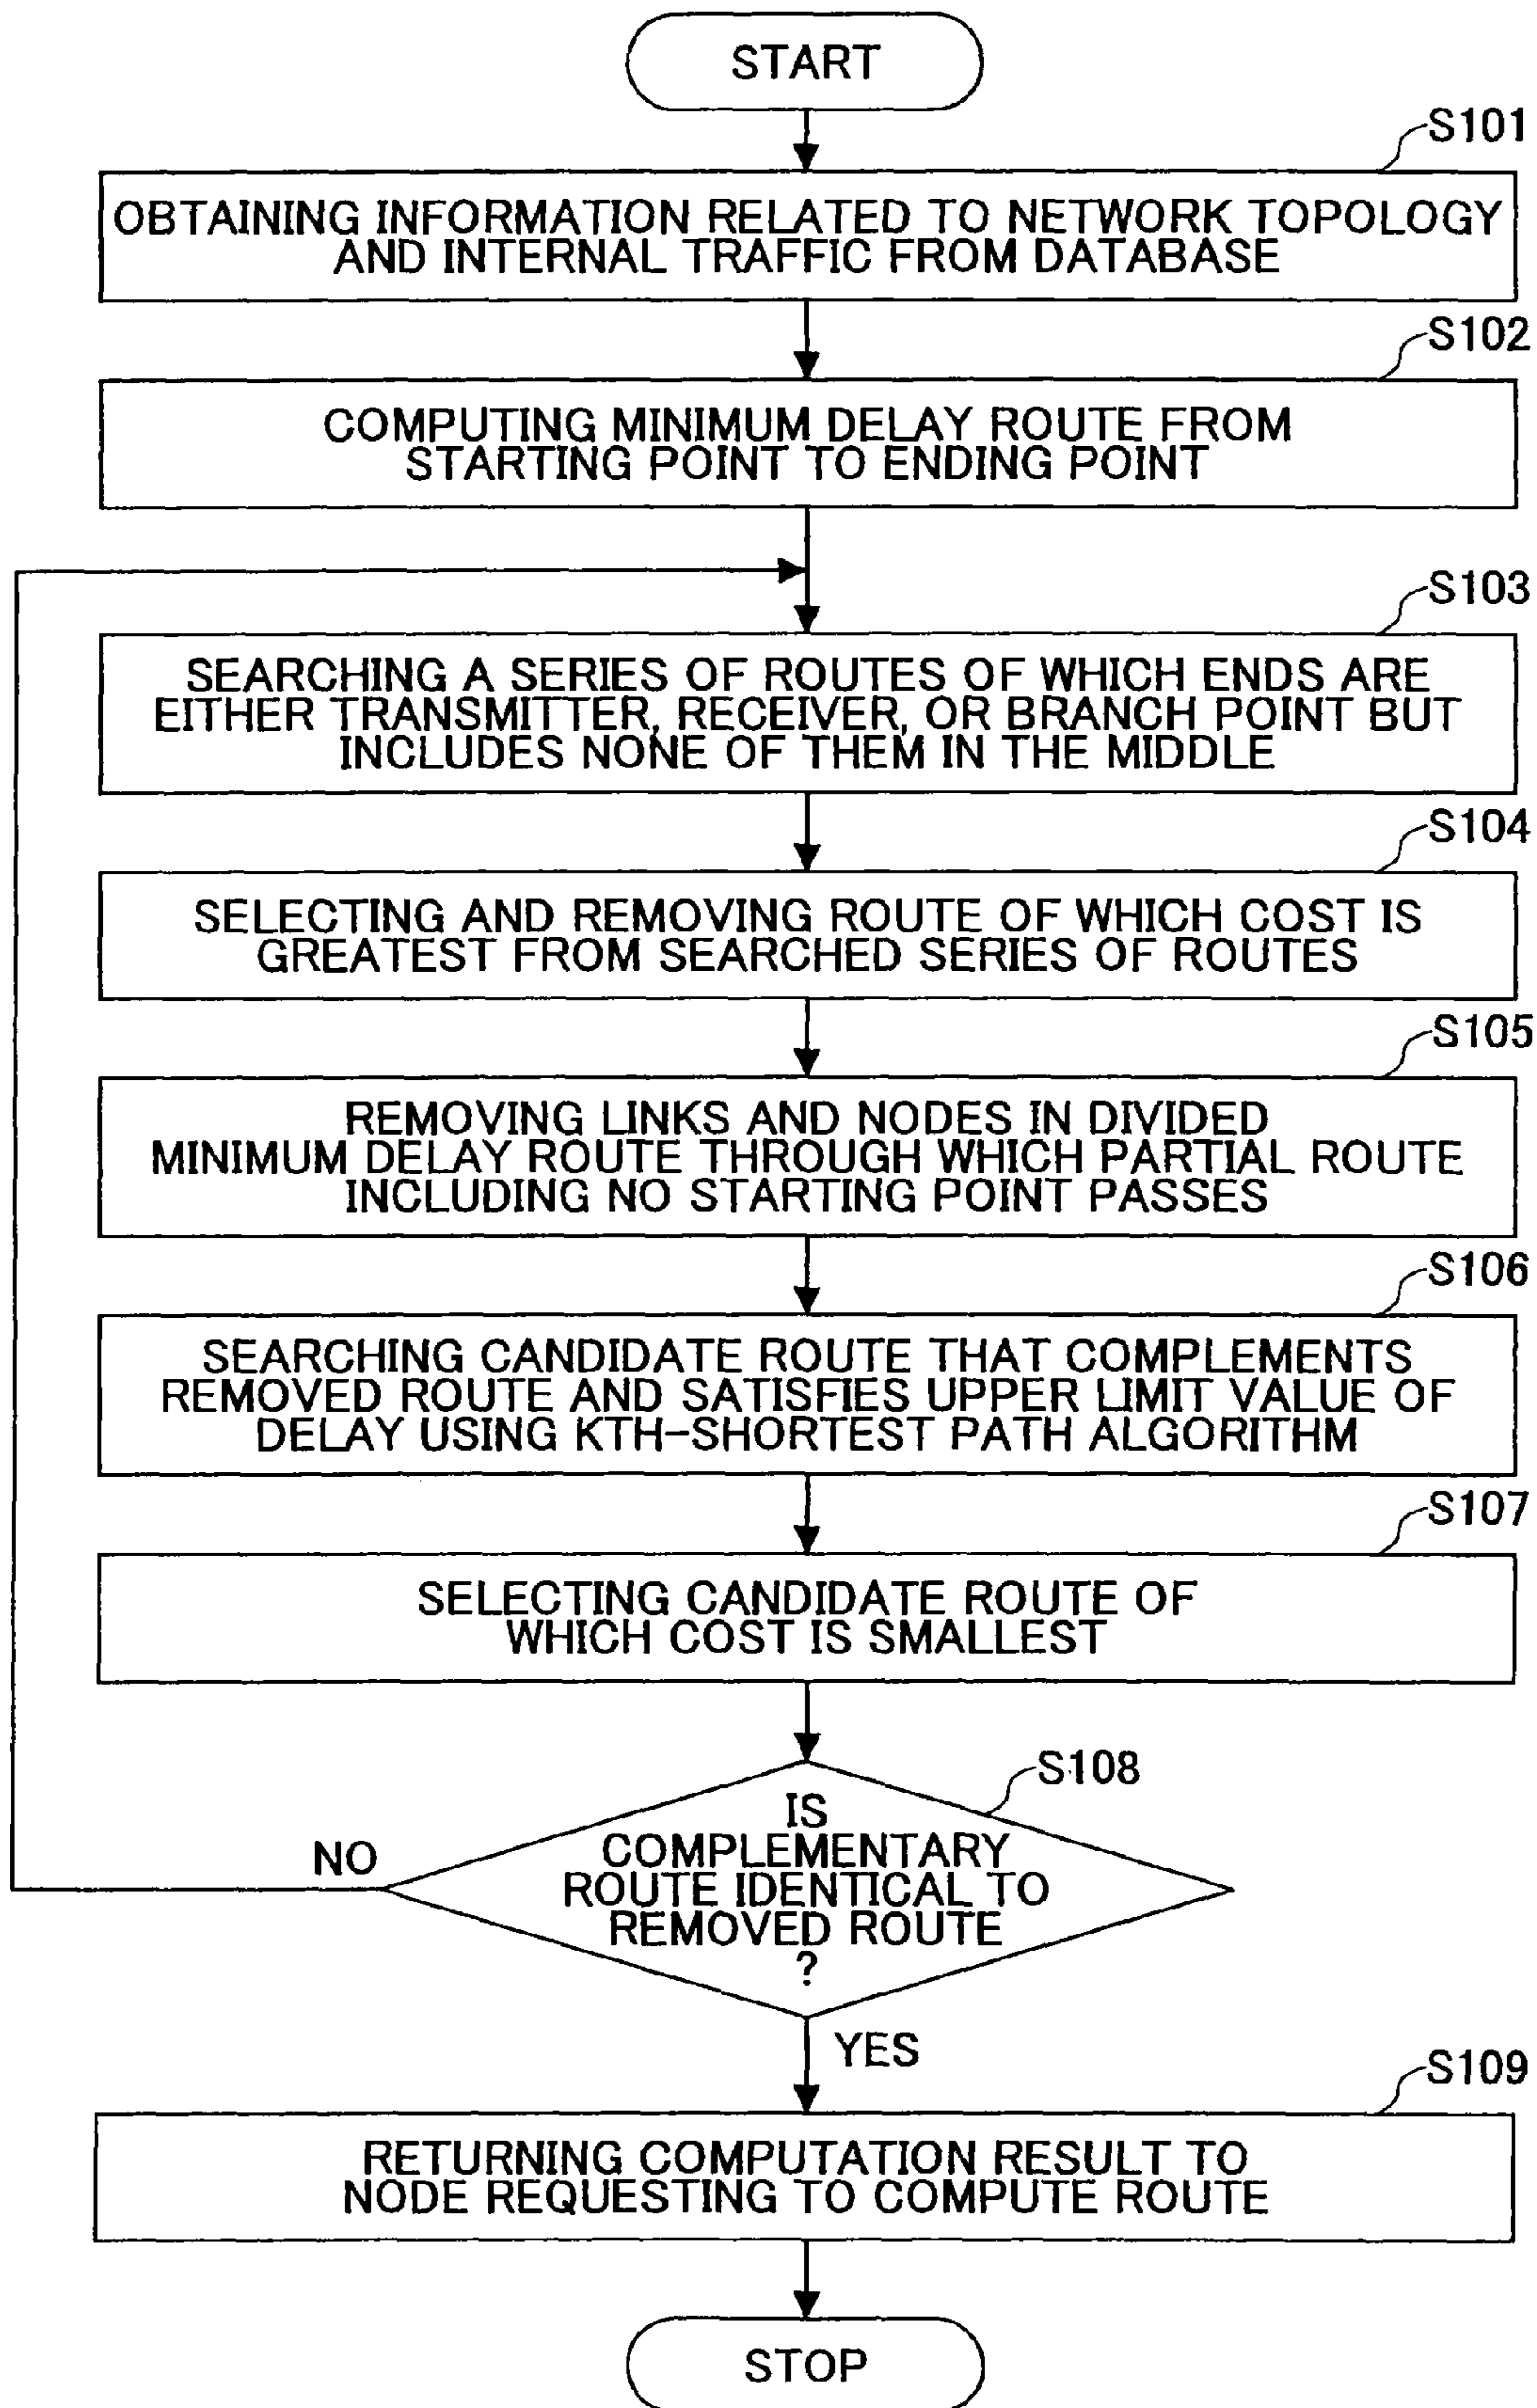 START
S101
OBTAINING INFORMATION RELATED TO NETWORK TOPOLOGY
AND INTERNAL TRAFFIC FROM DATABASE
S102
COMPUTING MINIMUM DELAY ROUTE FROM
STARTING POINT TO ENDING POINT
S103
SEARCHING A SERIES OF ROUTES OF WHICH ENDS ARE
EITHER TRANSMITTER, RECEIVER, OR BRANCH POINT BUT
INCLUDES NONE OF THEM IN THE MIDDLE
S104
SELECTING AND REMOVING ROUTE OF WHICH COST IS
GREATEST FROM SEARCHED SERIES OF ROUTES
S105
REMOVING LINKS AND NODES IN DIVIDED
MINIMUM DELAY ROUTE THROUGH WHICH PARTIAL ROUTE
INCLUDING NO STARTING POINT PASSES
S106
SEARCHING CANDIDATE ROUTE THAT COMPLEMENTS
REMOVED ROUTE AND SATISFIES UPPER LIMIT VALUE OF
DELAY USING KTH-SHORTEST PATH ALGORITHM
S107
SELECTING CANDIDATE ROUTE OF
WHICH COST IS SMALLEST
S108
IS
COMPLEMENTARY
ROUTE IDENTICAL TO
REMOVED ROUTE
?
NO
YES
S109
RETURNING COMPUTATION RESULT TO
NODE REQUESTING TO COMPUTE ROUTE
STOP